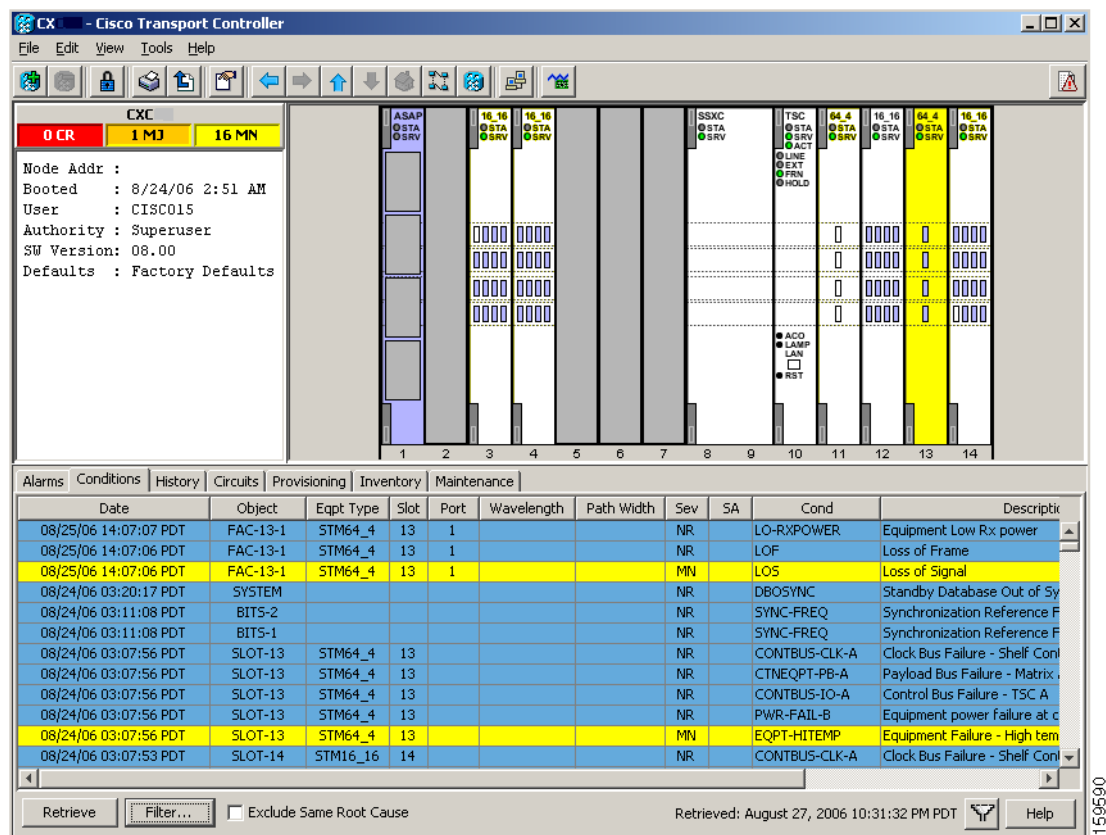 CX - Cisco Transport Controller
File Edit View Tools Help
CXC
0 CR 1 MJ 16 MN
Node Addr :
Booted : 8/24/06 2:51 AM
User : CISCO15
Authority : Superuser
SW Version: 08.00
Defaults : Factory Defaults
ASAP 16_16 16_16 SSXC TSC 64_4 16_16 64_4 16_16
STA STA STA STA STA STA STA STA STA
SRV SRV SRV SRV SRV SRV SRV SRV SRV
ACT
LINE
EXT
FRN
HOLD
ACO
LAMP
LAN
RST
1 2 3 4 5 6 7 8 9 10 11 12 13 14
Alarms Conditions History Circuits Provisioning Inventory Maintenance
Date Object Eqpt Type Slot Port Wavelength Path Width Sev SA Cond Descriptic
08/25/06 14:07:07 PDT FAC-13-1 STM64_4 13 1 NR LO-RXPOWER Equipment Low Rx power
08/25/06 14:07:06 PDT FAC-13-1 STM64_4 13 1 NR LOF Loss of Frame
08/25/06 14:07:06 PDT FAC-13-1 STM64_4 13 1 MN LOS Loss of Signal
08/24/06 03:20:17 PDT SYSTEM NR DBOSYNC Standby Database Out of Sy
08/24/06 03:11:08 PDT BITS-2 NR SYNC-FREQ Synchronization Reference F
08/24/06 03:11:08 PDT BITS-1 NR SYNC-FREQ Synchronization Reference F
08/24/06 03:07:56 PDT SLOT-13 STM64_4 13 NR CONTBUS-CLK-A Clock Bus Failure - Shelf Cont
08/24/06 03:07:56 PDT SLOT-13 STM64_4 13 NR CTNEQPT-PB-A Payload Bus Failure - Matrix
08/24/06 03:07:56 PDT SLOT-13 STM64_4 13 NR CONTBUS-IO-A Control Bus Failure - TSC A
08/24/06 03:07:56 PDT SLOT-13 STM64_4 13 NR PWR-FAIL-B Equipment power failure at c
08/24/06 03:07:56 PDT SLOT-13 STM64_4 13 MN EQPT-HITEMP Equipment Failure - High tem
08/24/06 03:07:53 PDT SLOT-14 STM16_16 14 NR CONTBUS-CLK-A Clock Bus Failure - Shelf Cont
Retrieve Filter... Exclude Same Root Cause Retrieved: August 27, 2006 10:31:32 PM PDT Help
159590